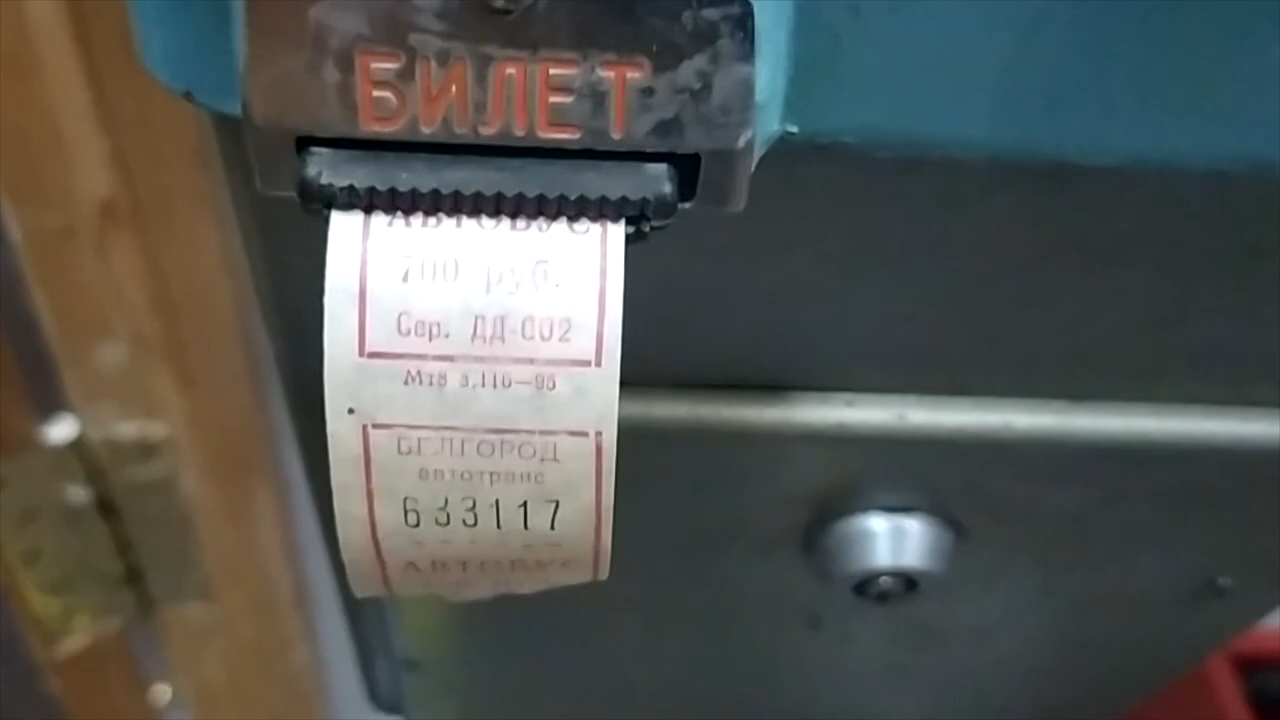 БИЛЕТ
АВТОБУС
700 руб.
Сер. ДД-002
БЕЛГОРОД
автотранс
633117
АВТОБУС